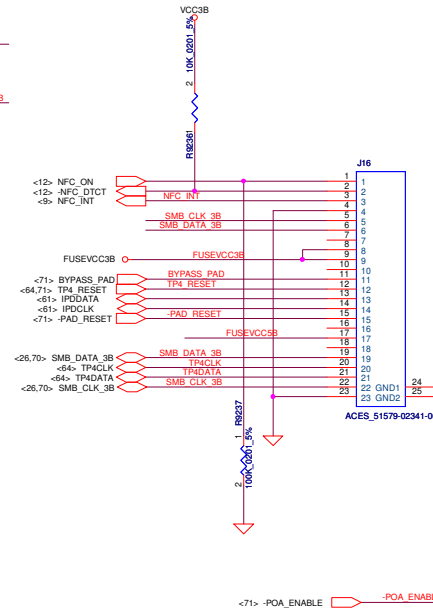 VCC3B
10K_0201_5%
2
R9236
1
J16
<12> NFC_ON
<12> -NFC_DTCT
<9> NFC_INT
NFC_INT
SMB_CLK_3B
SMB_DATA_3B
FUSEVCC3B
FUSEVCC3B
<71> BYPASS_PAD
BYPASS_PAD
<64,71> TP4_RESET
TP4_RESET
<61> IPDDATA
<61> IPDCLK
<71> -PAD_RESET
-PAD_RESET
FUSEVCC5B
<26,70> SMB_DATA_3B
SMB_DATA_3B
<64> TP4CLK
TP4CLK
<64> TP4DATA
TP4DATA
<26,70> SMB_CLK_3B
SMB_CLK_3B
1 1
2 2
3 3
4 4
5 5
6 6
7 7
8 8
9 9
10 10
11 11
12 12
13 13
14 14
15 15
16 16
17 17
18 18
19 19
20 20
21 21
22 22 GND1 24
23 23 GND2 25
ACES_51579-02341-0
R9237
1
100K_0201_5%
2
<71> -POA_ENABLE
-POA_ENAB